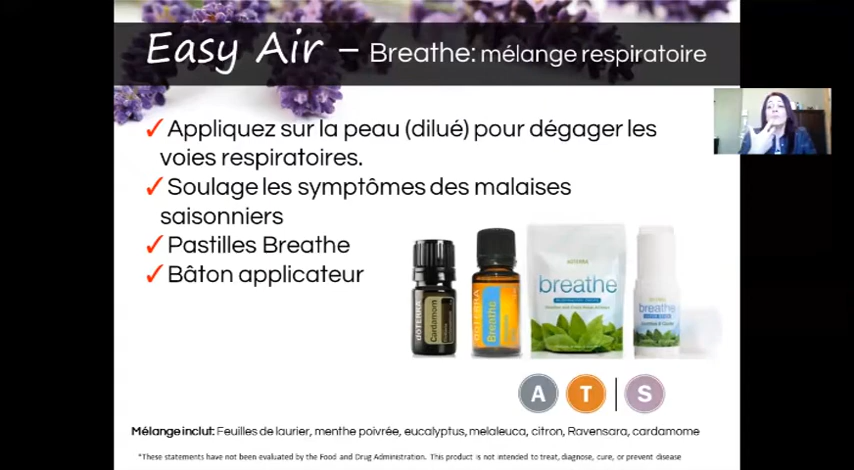 Easy Air – Breathe: mélange respiratoire
✓Appliquez sur la peau (dilué) pour dégager les
voies respiratoires.
✓Soulage les symptômes des malaises
saisonniers
✓Pastilles Breathe
✓Bâton applicateur
dōTERRA
Cardamom
dōTERRA
Breathe
dōTERRA
breathe
breathe
A T | S
Mélange inclut: Feuilles de laurier, menthe poivrée, eucalyptus, melaleuca, citron, Ravensara, cardamome
*These statements have not been evaluated by the Food and Drug Administration. This product is not intended to treat, diagnose, cure, or prevent disease